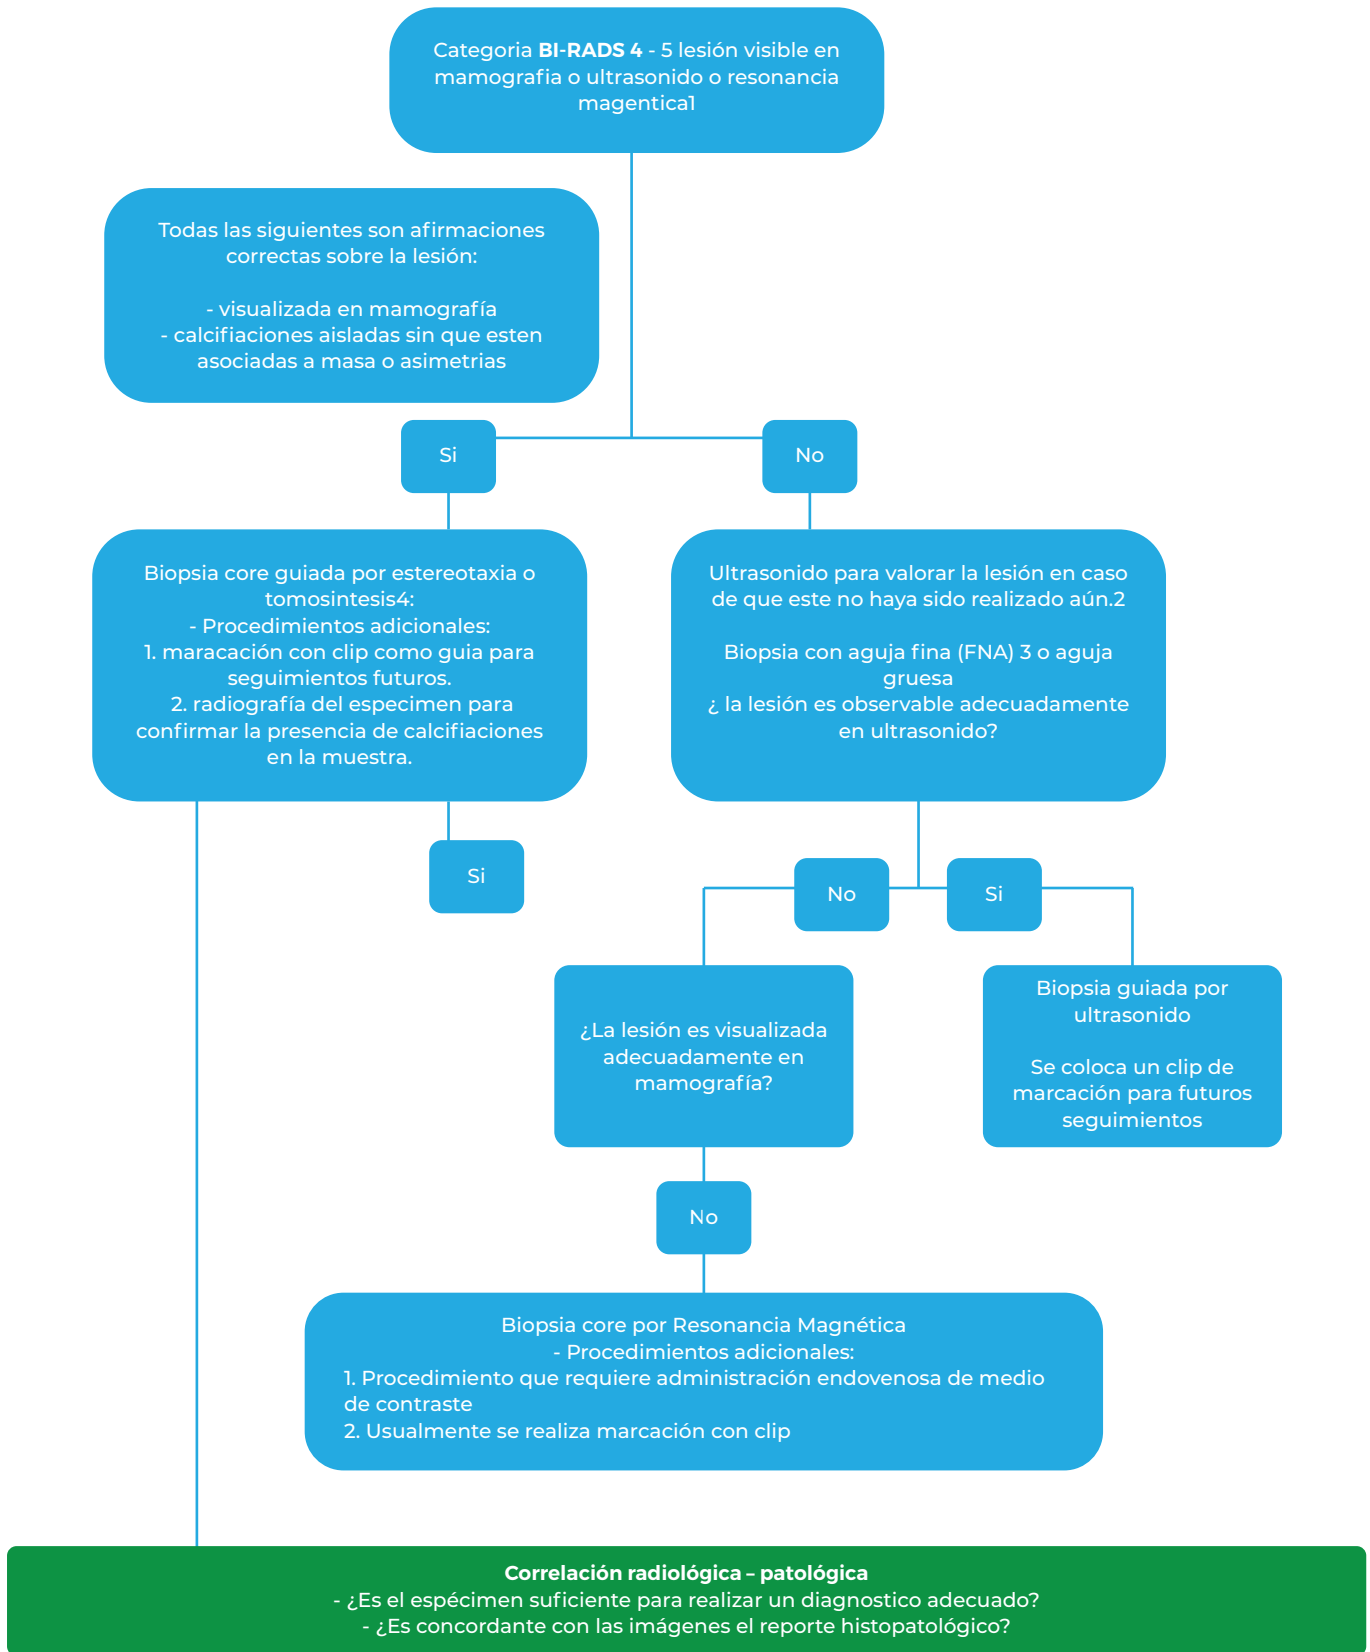 Categoria BI-RADS 4 - 5 lesión visible en
mamografia o ultrasonido o resonancia
magentica1
Todas las siguientes son afirmaciones
correctas sobre la lesión:
- visualizada en mamografía
- calcifiaciones aisladas sin que esten
asociadas a masa o asimetrias
Si
No
Biopsia core guiada por estereotaxia o
tomosintesis4:
- Procedimientos adicionales:
1. maracación con clip como guia para
seguimientos futuros.
2. radiografía del especimen para
confirmar la presencia de calcifiaciones
en la muestra.
Ultrasonido para valorar la lesión en caso
de que este no haya sido realizado aún.2
Biopsia con aguja fina (FNA) 3 o aguja
gruesa
¿ la lesión es observable adecuadamente
en ultrasonido?
Si
No
Si
¿La lesión es visualizada
adecuadamente en
mamografía?
Biopsia guiada por
ultrasonido
Se coloca un clip de
marcación para futuros
seguimientos
No
Biopsia core por Resonancia Magnética
- Procedimientos adicionales:
1. Procedimiento que requiere administración endovenosa de medio
de contraste
2. Usualmente se realiza marcación con clip
Correlación radiológica – patológica
- ¿Es el espécimen suficiente para realizar un diagnostico adecuado?
- ¿Es concordante con las imágenes el reporte histopatológico?